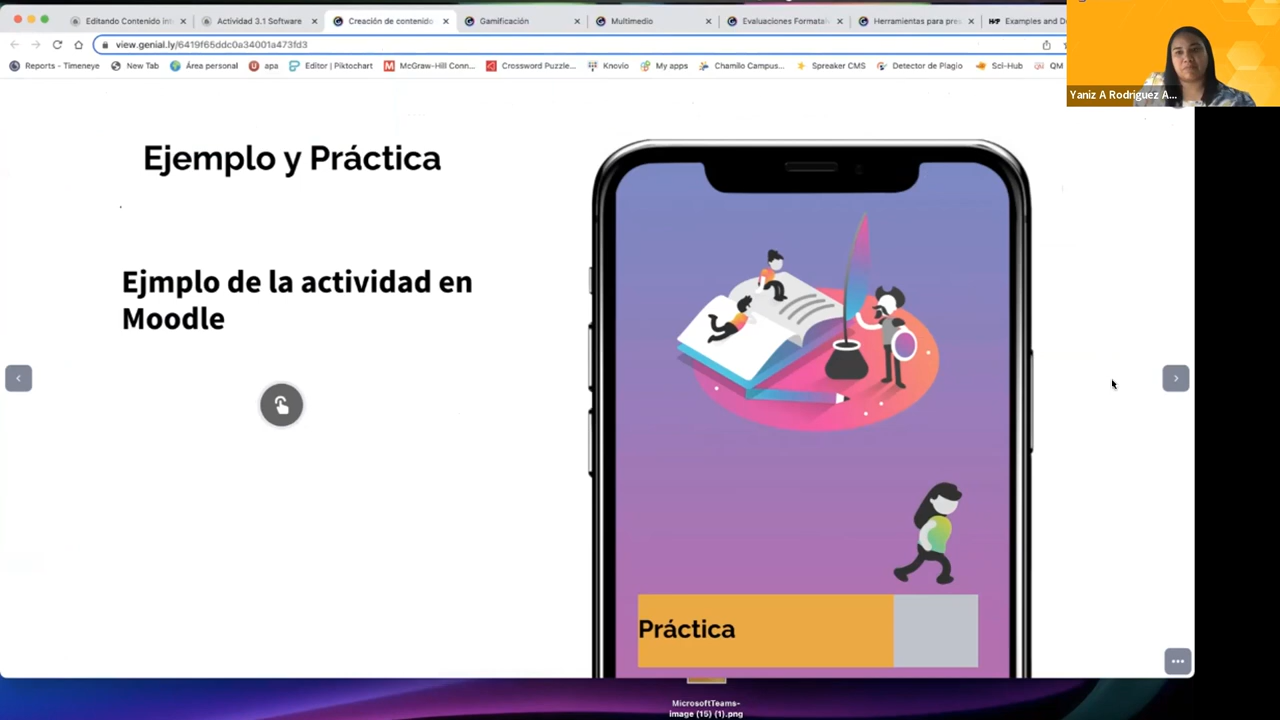 Editando Contenido int
Actividad 3.1 Software
Creación de contenido
Gamificación
Multimedio
Evaluaciones Formatai
Herramientas para pres
Examples and D
view.genial.ly/6419f65ddc0a34001a473fd3
Reports - Timeneye
New Tab
Área personal
apa
Editor | Piktochart
McGraw-Hill Conn...
Crossword Puzzle...
Knovio
My apps
Chamilo Campus...
Spreaker CMS
Detector de Plagio
Sci-Hub
QM
Yaniz A Rodriguez A...
Ejemplo y Práctica
Ejmplo de la actividad en
Moodle
Práctica
MicrosoftTeams-
image (15) (1).png